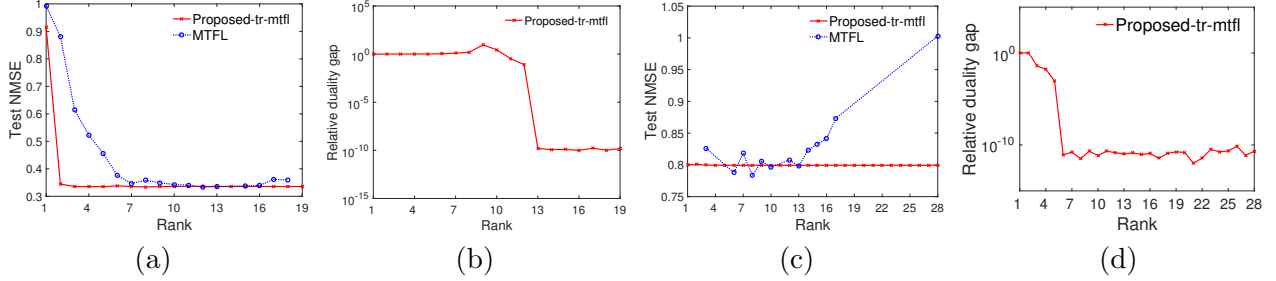 Test NMSE
1
0.9
0.8
0.7
0.6
0.5
0.4
0.3
1 4 7 10 13 16 19
Rank
Proposed-tr-mtfl
MTFL
(a)
Relative duality gap
10^5
10^0
10^-5
10^-10
10^-15
1 4 7 10 13 16 19
Rank
Proposed-tr-mtfl
(b)
Test NMSE
1.05
1
0.95
0.9
0.85
0.8
0.75
1 4 7 10 13 16 19 22 25 28
Rank
Proposed-tr-mtfl
MTFL
(c)
Relative duality gap
10^0
10^-10
1 4 7 10 13 16 19 22 25 28
Rank
Proposed-tr-mtfl
(d)